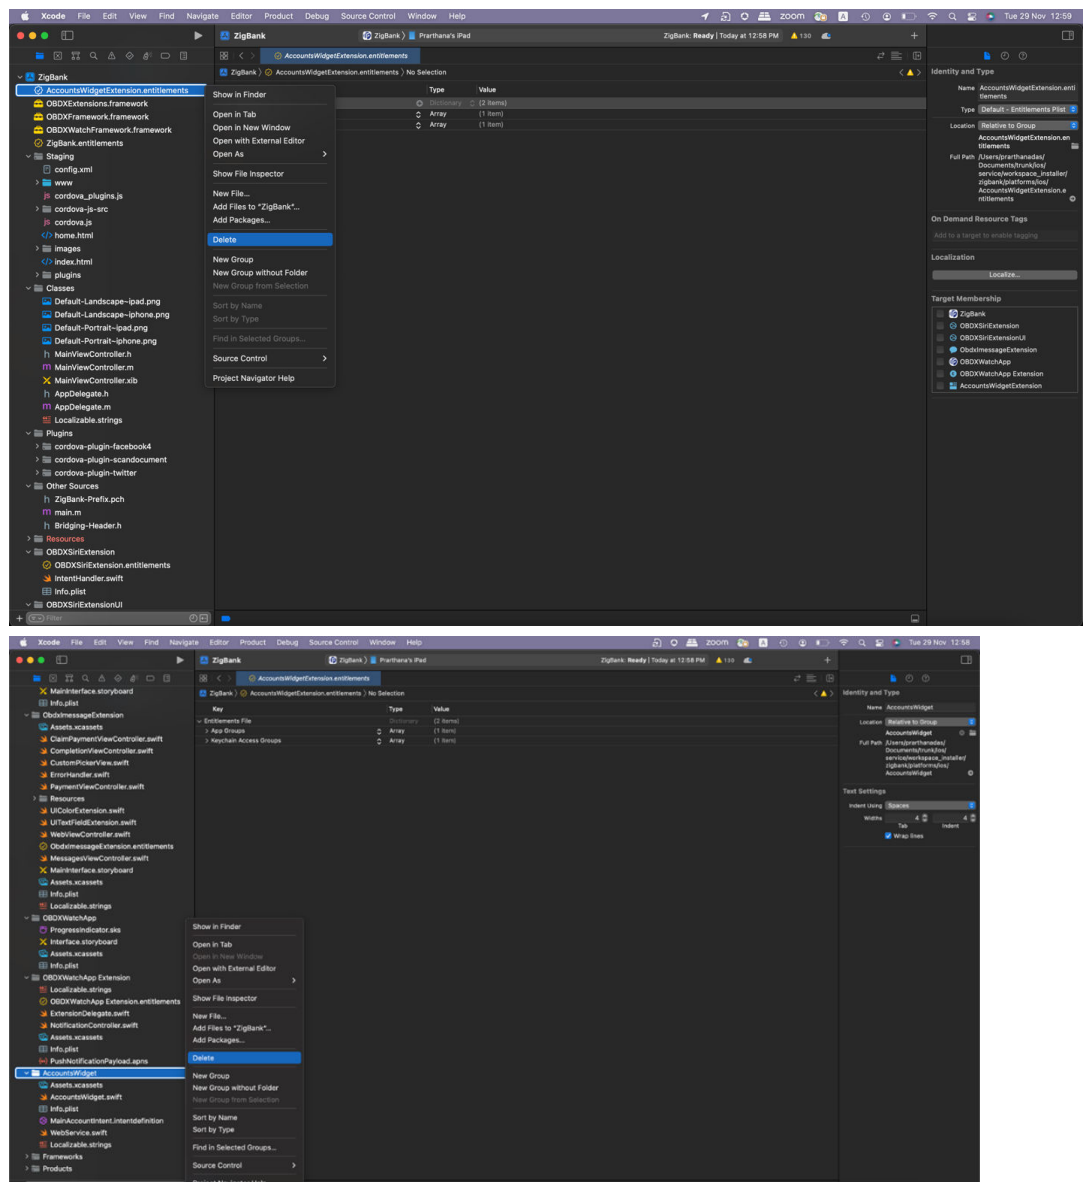 Xcode File Edit View Find Navigate Editor Product Debug Source Control Window Help zoom A Tue 29 Nov 12:59
ZigBank ZigBank 〉 Prarthana's iPad ZigBank: Ready | Today at 12:58 PM 130 +
AccountsWidgetExtension.entitlements
ZigBank 〉 AccountsWidgetExtension.entitlements 〉 No Selection
ZigBank
AccountsWidgetExtension.entitlements
OBDXExtensions.framework
OBDXFramework.framework
OBDXWatchFramework.framework
ZigBank.entitlements
Staging
config.xml
www
cordova_plugins.js
cordova-js-src
cordova.js
home.html
images
index.html
plugins
Classes
Default-Landscape~ipad.png
Default-Landscape~iphone.png
Default-Portrait~ipad.png
Default-Portrait~iphone.png
MainViewController.h
MainViewController.m
MainViewController.xib
AppDelegate.h
AppDelegate.m
Localizable.strings
Plugins
cordova-plugin-facebook4
cordova-plugin-scandocument
cordova-plugin-twitter
Other Sources
ZigBank-Prefix.pch
main.m
Bridging-Header.h
Resources
OBDXSiriExtension
OBDXSiriExtension.entitlements
IntentHandler.swift
Info.plist
OBDXSiriExtensionUI
Filter
Show in Finder
Open in Tab
Open in New Window
Open with External Editor
Open As
Show File Inspector
New File...
Add Files to "ZigBank"...
Add Packages...
Delete
New Group
New Group without Folder
New Group from Selection
Sort by Name
Sort by Type
Find in Selected Groups...
Source Control
Project Navigator Help
Type Value
Dictionary (2 items)
Array (1 item)
Array (1 item)
Identity and Type
Name AccountsWidgetExtension.enti
tlements
Type Default - Entitlements Plist
Location Relative to Group
AccountsWidgetExtension.en
titlements
Full Path /Users/prarthanadas/
Documents/trunk/ios/
service/workspace_installer/
zigbank/platforms/ios/
AccountsWidgetExtension.e
ntitlements
On Demand Resource Tags
Add to a target to enable tagging
Localization
Localize...
Target Membership
ZigBank
OBDXSiriExtension
OBDXSiriExtensionUI
ObdxImessageExtension
OBDXWatchApp
OBDXWatchApp Extension
AccountsWidgetExtension
Xcode File Edit View Find Navigate Editor Product Debug Source Control Window Help zoom A Tue 29 Nov 12:58
ZigBank ZigBank 〉 Prarthana's iPad ZigBank: Ready | Today at 12:58 PM 130 +
AccountsWidgetExtension.entitlements
ZigBank 〉 AccountsWidgetExtension.entitlements 〉 No Selection
MainInterface.storyboard
Info.plist
ObdxImessageExtension
Assets.xcassets
ClaimPaymentViewController.swift
CompletionViewController.swift
CustomPickerView.swift
ErrorHandler.swift
PaymentViewController.swift
Resources
UIColorExtension.swift
UITextFieldExtension.swift
WebViewController.swift
ObdxImessageExtension.entitlements
MessagesViewController.swift
MainInterface.storyboard
Assets.xcassets
Info.plist
Localizable.strings
OBDXWatchApp
ProgressIndicator.sks
Interface.storyboard
Assets.xcassets
Info.plist
OBDXWatchApp Extension
Localizable.strings
OBDXWatchApp Extension.entitlements
ExtensionDelegate.swift
NotificationController.swift
Assets.xcassets
Info.plist
PushNotificationPayload.apns
AccountsWidget
Assets.xcassets
AccountsWidget.swift
Info.plist
MainAccountIntent.intentdefinition
WebService.swift
Localizable.strings
Frameworks
Products
Key Type Value
Entitlements File Dictionary (2 items)
App Groups Array (1 item)
Keychain Access Groups Array (1 item)
Show in Finder
Open in Tab
Open in New Window
Open with External Editor
Open As
Show File Inspector
New File...
Add Files to "ZigBank"...
Add Packages...
Delete
New Group
New Group without Folder
New Group from Selection
Sort by Name
Sort by Type
Find in Selected Groups...
Source Control
Project Navigator Help
Identity and Type
Name AccountsWidget
Location Relative to Group
AccountsWidget
Full Path /Users/prarthanadas/
Documents/trunk/ios/
service/workspace_installer/
zigbank/platforms/ios/
AccountsWidget
Text Settings
Indent Using Spaces
Widths 4 4
Tab Indent
Wrap lines